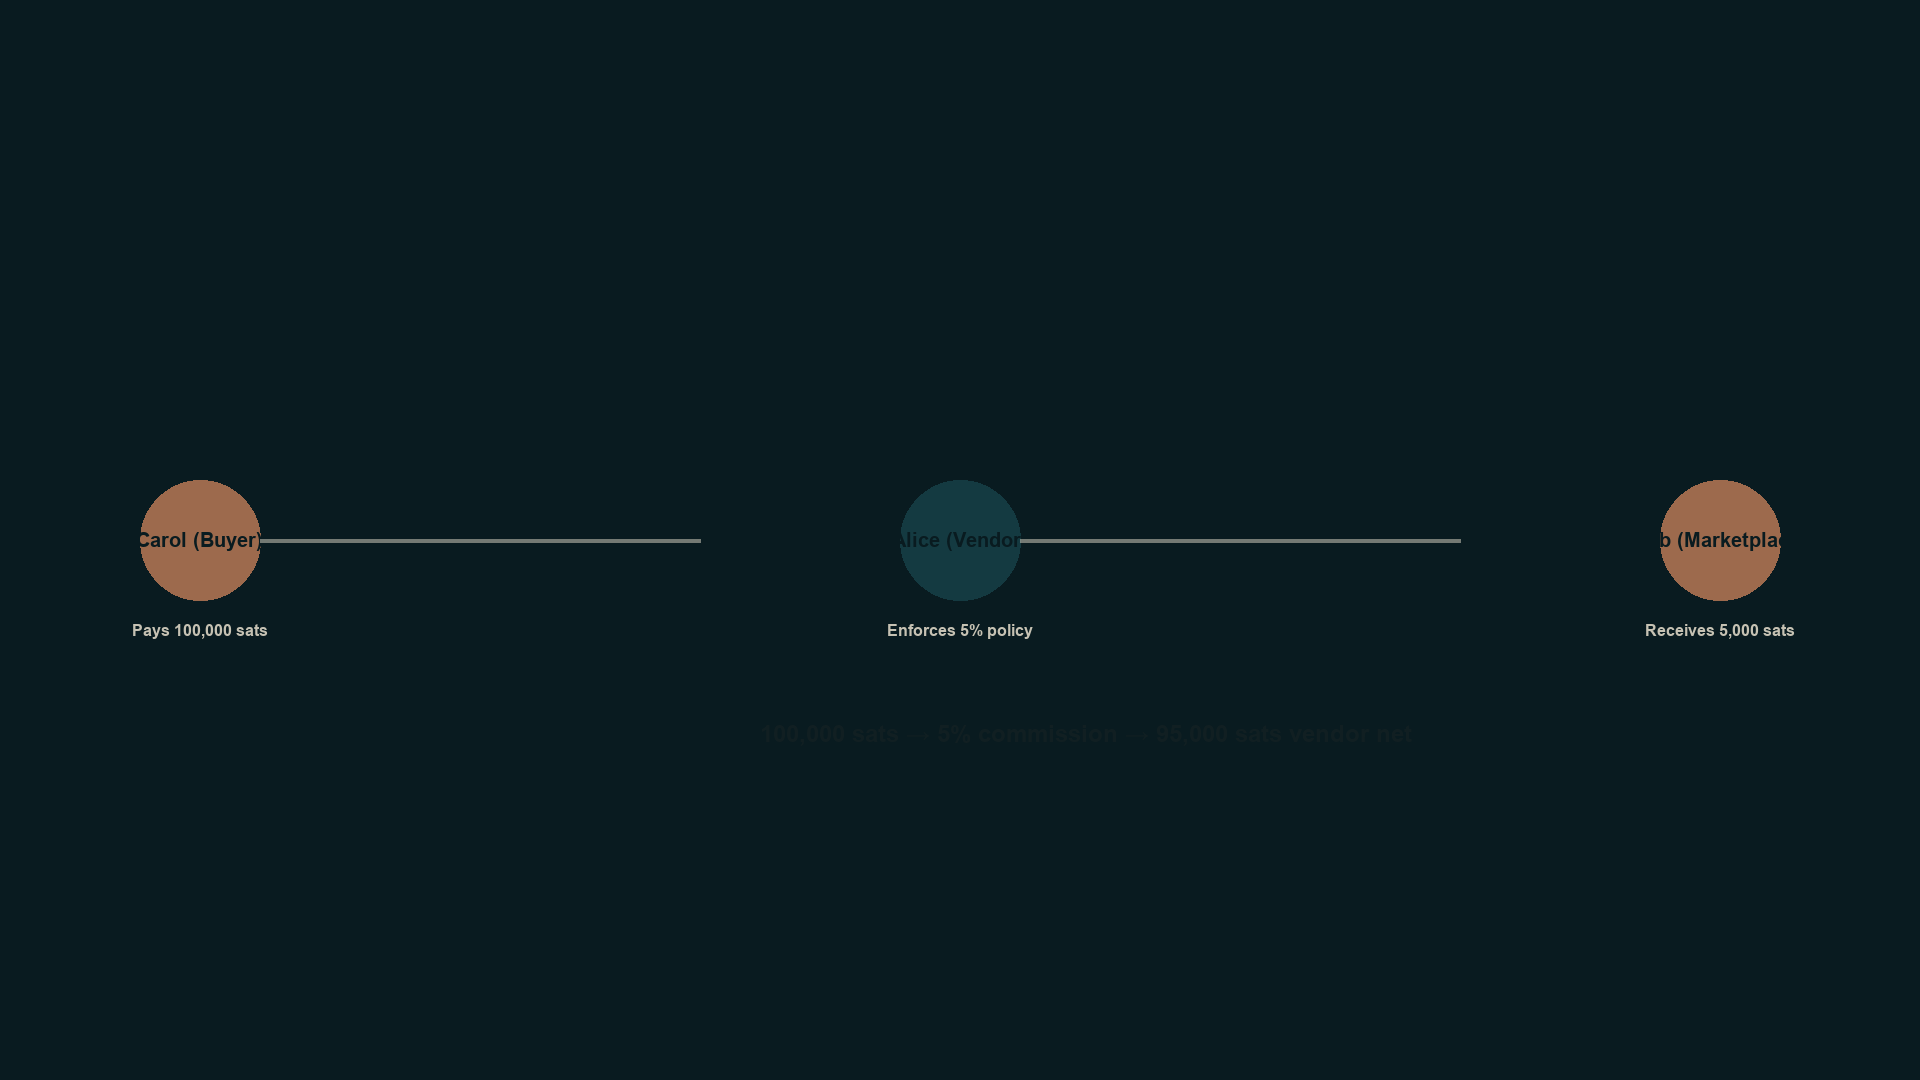 Carol (Buyer)
Alice (Vendor
b (Marketplac
Pays 100,000 sats
Enforces 5% policy
Receives 5,000 sats
100,000 sats → 5% commission → 95,000 sats vendor net